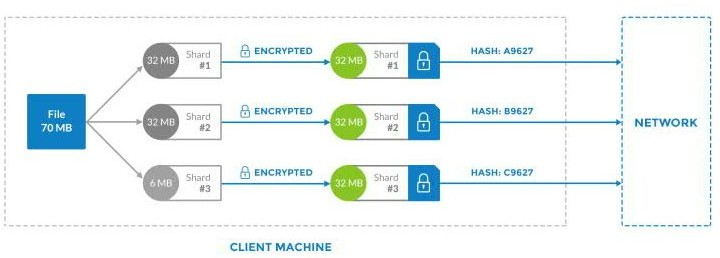 32 MB Shard #1 ENCRYPTED 32 MB Shard #1 HASH: A9627
File
70 MB
32 MB Shard #2 ENCRYPTED 32 MB Shard #2 HASH: B9627
NETWORK
6 MB Shard #3 ENCRYPTED 32 MB Shard #3 HASH: C9627
CLIENT MACHINE